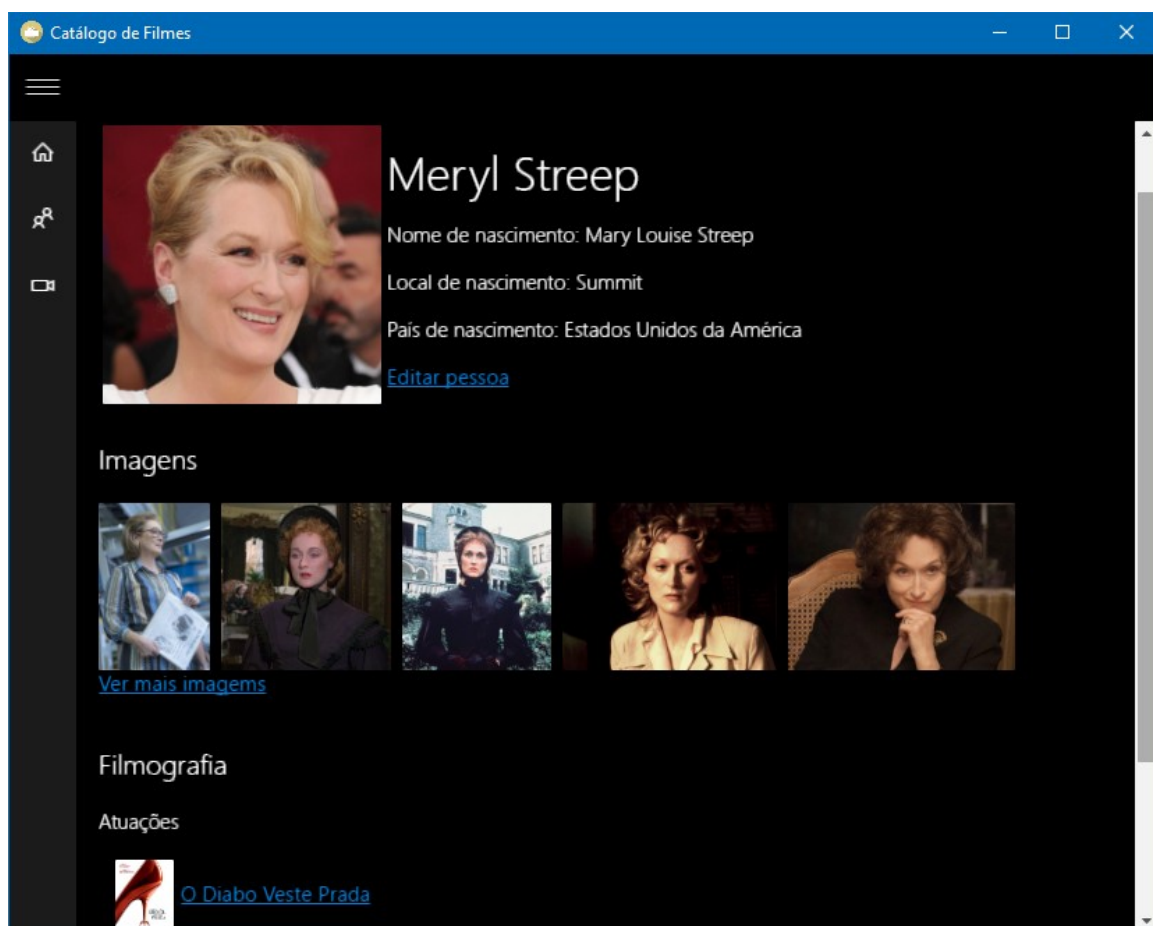 Catálogo de Filmes
Meryl Streep
Nome de nascimento: Mary Louise Streep
Local de nascimento: Summit
País de nascimento: Estados Unidos da América
Editar pessoa
Imagens
Ver mais imagems
Filmografia
Atuações
O Diabo Veste Prada